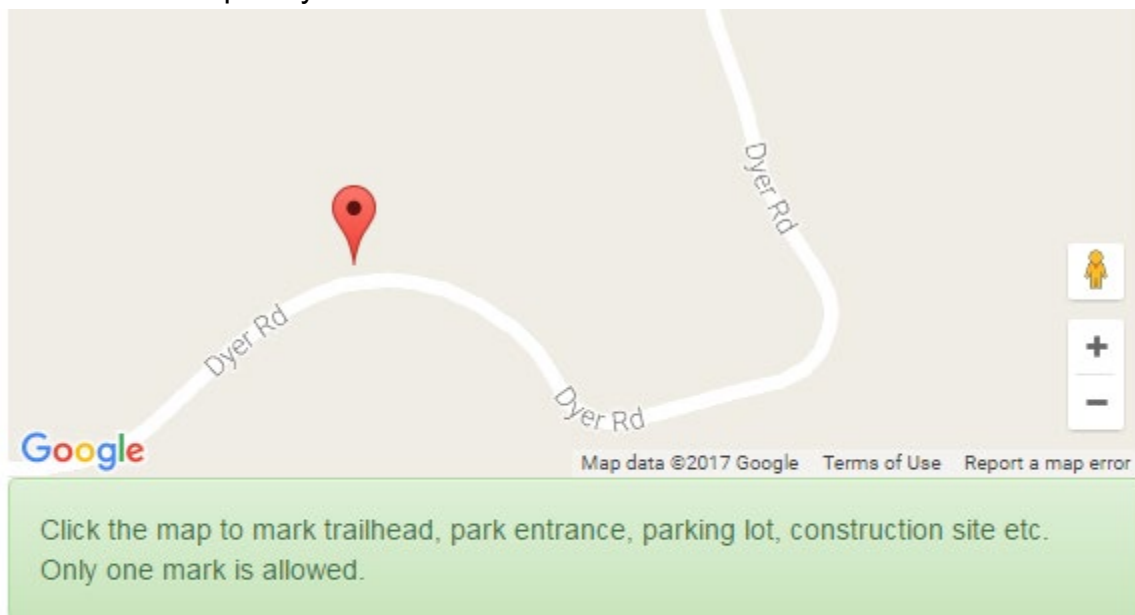 Dyer Rd
Dyer Rd
Dyer Rd
Google
Map data ©2017 Google Terms of Use Report a map error
Click the map to mark trailhead, park entrance, parking lot, construction site etc.
Only one mark is allowed.